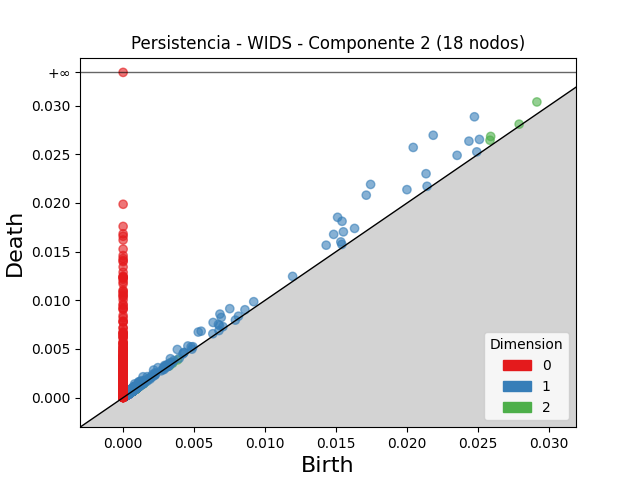 Persistencia - WIDS - Componente 2 (18 nodos)
+∞
0.030
0.025
0.020
0.015
0.010
0.005
0.000
Death
Dimension
0
1
2
0.000 0.005 0.010 0.015 0.020 0.025 0.030
Birth